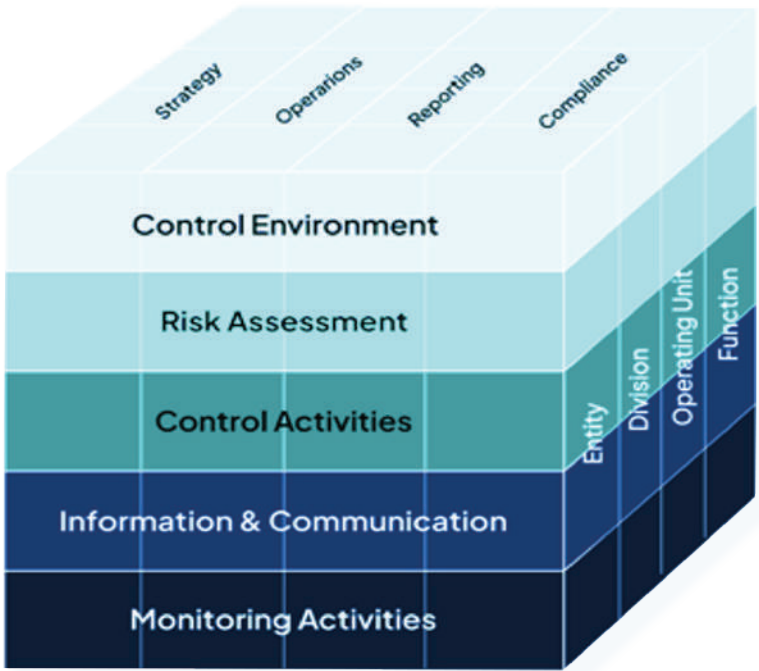 Strategy
Operarions
Reporting
Compliance
Control Environment
Risk Assessment
Control Activities
Information & Communication
Monitoring Activities
Entity
Division
Operating Unit
Function